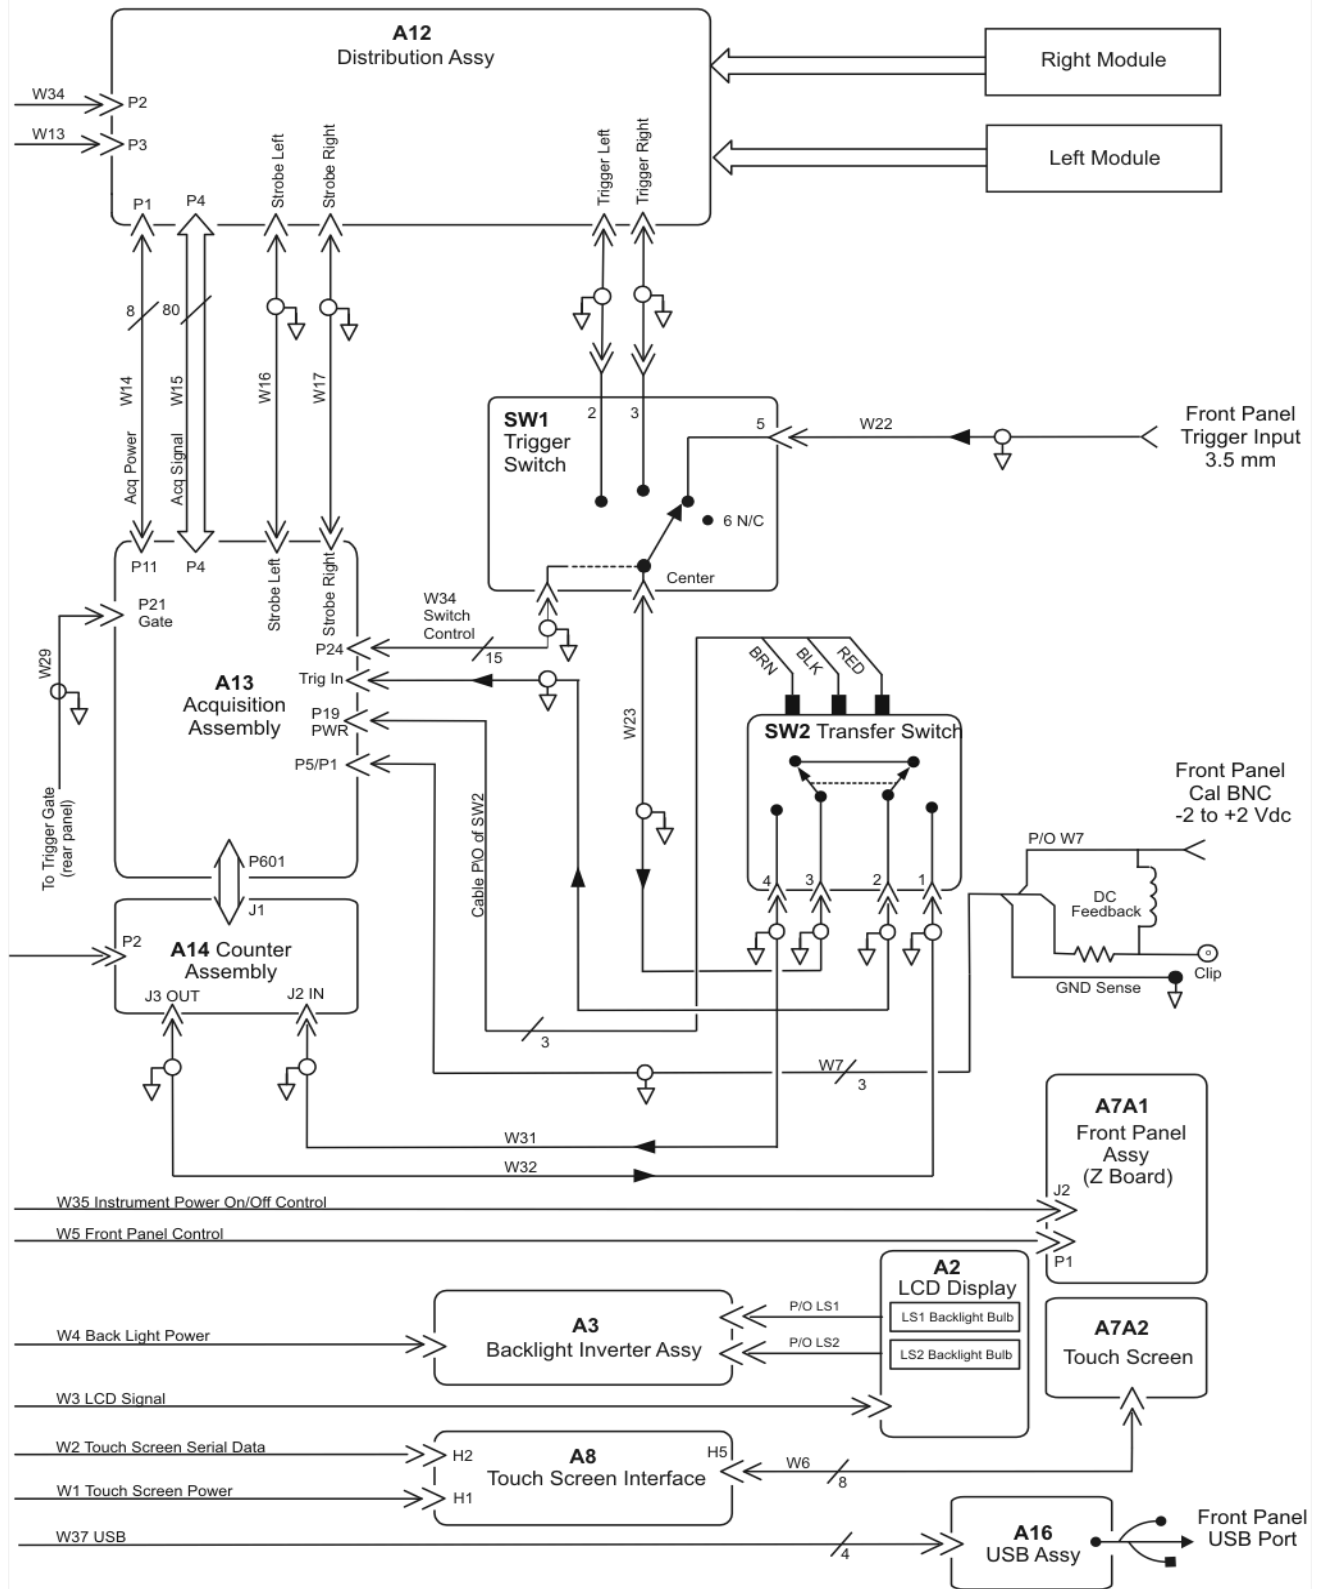 A12
Distribution Assy
Right Module
Left Module
W34
P2
W13
P3
P1
P4
Strobe Left
Strobe Right
Trigger Left
Trigger Right
8
80
W14
W15
W16
W17
Acq Power
Acq Signal
SW1
Trigger
Switch
2
3
5
6 N/C
Center
W22
Front Panel
Trigger Input
3.5 mm
P11
P4
Strobe Left
Strobe Right
P21
Gate
W29
To Trigger Gate
(rear panel)
A13
Acquisition
Assembly
P24
Trig In
P19
PWR
P5/P1
W34
Switch
Control
15
W23
BRN
BLK
RED
SW2 Transfer Switch
4
3
2
1
Cable P\O of SW2
Front Panel
Cal BNC
-2 to +2 Vdc
P/O W7
DC
Feedback
Clip
GND Sense
P601
J1
P2
A14 Counter
Assembly
J3 OUT
J2 IN
3
W7
3
W31
W32
A7A1
Front Panel
Assy
(Z Board)
J2
P1
W35 Instrument Power On/Off Control
W5 Front Panel Control
A2
LCD Display
LS1 Backlight Bulb
LS2 Backlight Bulb
P/O LS1
P/O LS2
A3
Backlight Inverter Assy
W4 Back Light Power
A7A2
Touch Screen
W3 LCD Signal
W2 Touch Screen Serial Data
H2
A8
Touch Screen Interface
H5
W6
8
W1 Touch Screen Power
H1
W37 USB
4
A16
USB Assy
Front Panel
USB Port